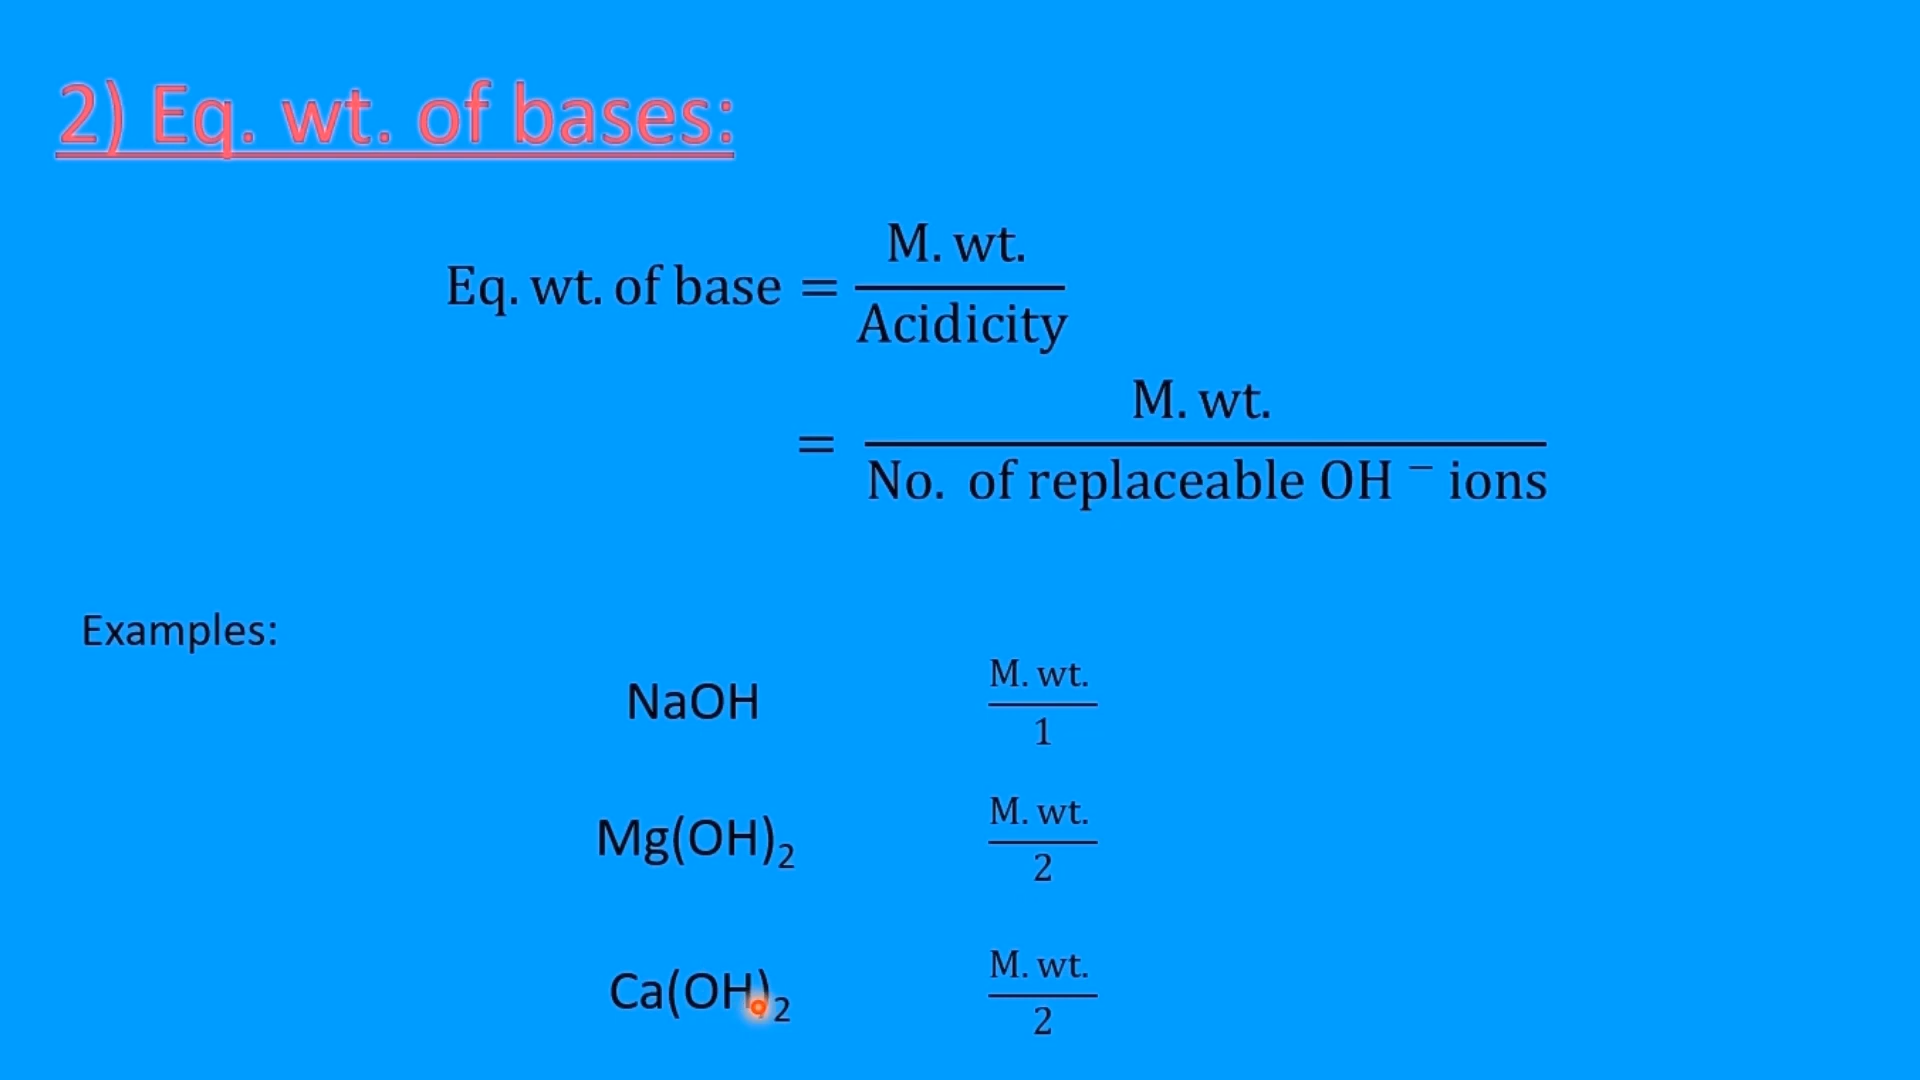 2) Eq. wt. of bases:
Eq. wt. of base = M. wt. / Acidicity
= M. wt. / No. of replaceable OH⁻ ions
Examples:
NaOH M. wt. / 1
Mg(OH)₂ M. wt. / 2
Ca(OH)₂ M. wt. / 2